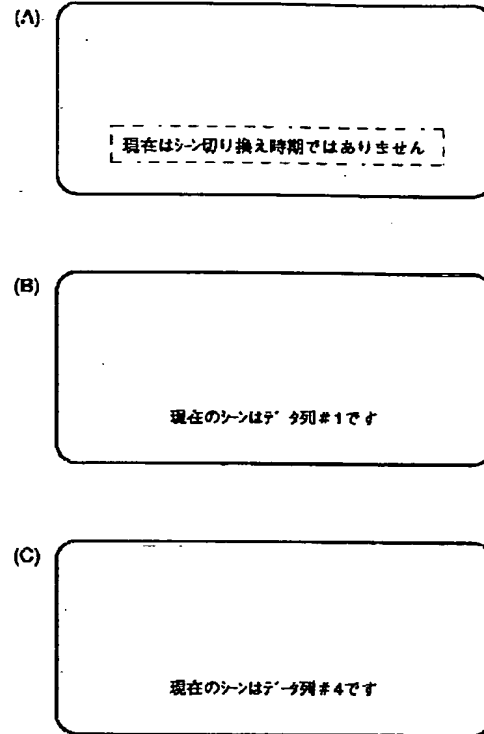 (A)
現在はシーン切り換え時期ではありません
(B)
現在のシーンはデータ列#1です
(C)
現在のシーンはデータ列#4です